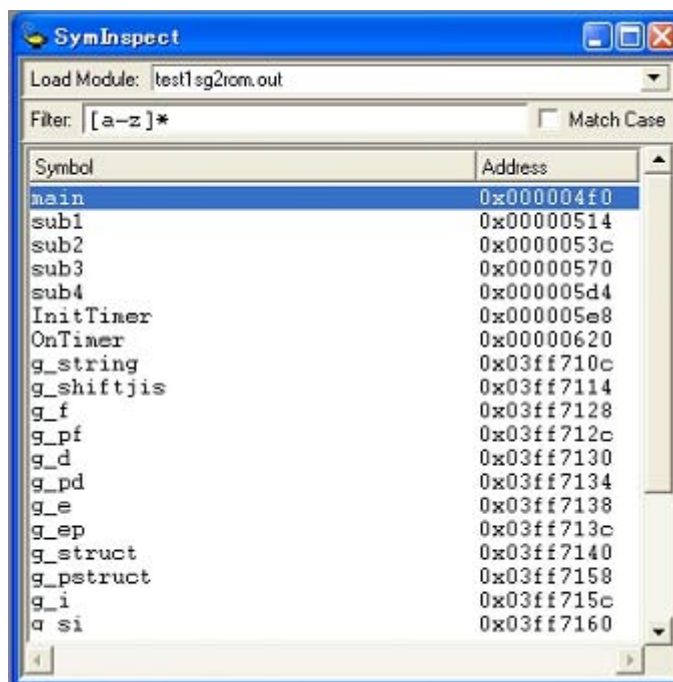 SymInspect
Load Module: test1sg2rom.out
Filter: [a-z]* Match Case
Symbol Address
main 0x000004f0
sub1 0x00000514
sub2 0x0000053c
sub3 0x00000570
sub4 0x000005d4
InitTimer 0x000005e8
OnTimer 0x00000620
g_string 0x03ff710c
g_shiftjis 0x03ff7114
g_f 0x03ff7128
g_pf 0x03ff712c
g_d 0x03ff7130
g_pd 0x03ff7134
g_e 0x03ff7138
g_ep 0x03ff713c
g_struct 0x03ff7140
g_pstruct 0x03ff7158
g_i 0x03ff715c
g_si 0x03ff7160